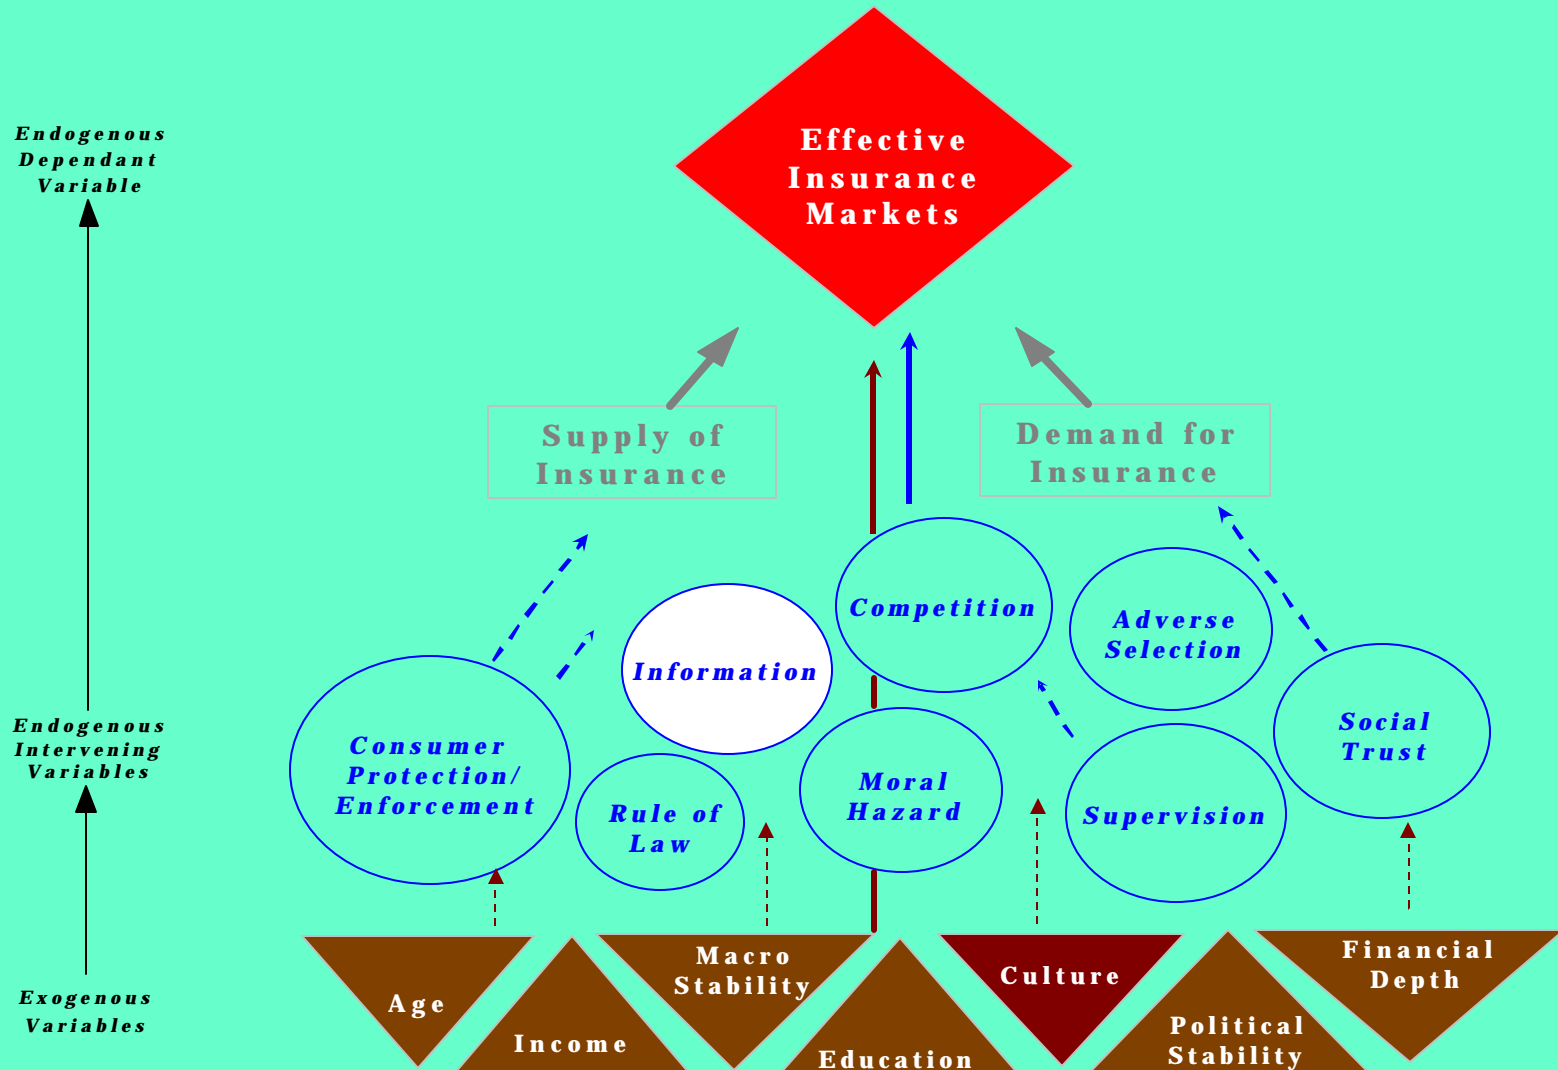 Effective
Insurance
Markets
Endogenous
Dependant
Variable
Supply of
Insurance
Demand for
Insurance
Competition
Adverse
Selection
Information
Endogenous
Intervening
Variables
Consumer
Protection/
Enforcement
Social
Trust
Moral
Hazard
Rule of
Law
Supervision
Exogenous
Variables
Age
Income
Macro
Stability
Education
Culture
Political
Stability
Financial
Depth